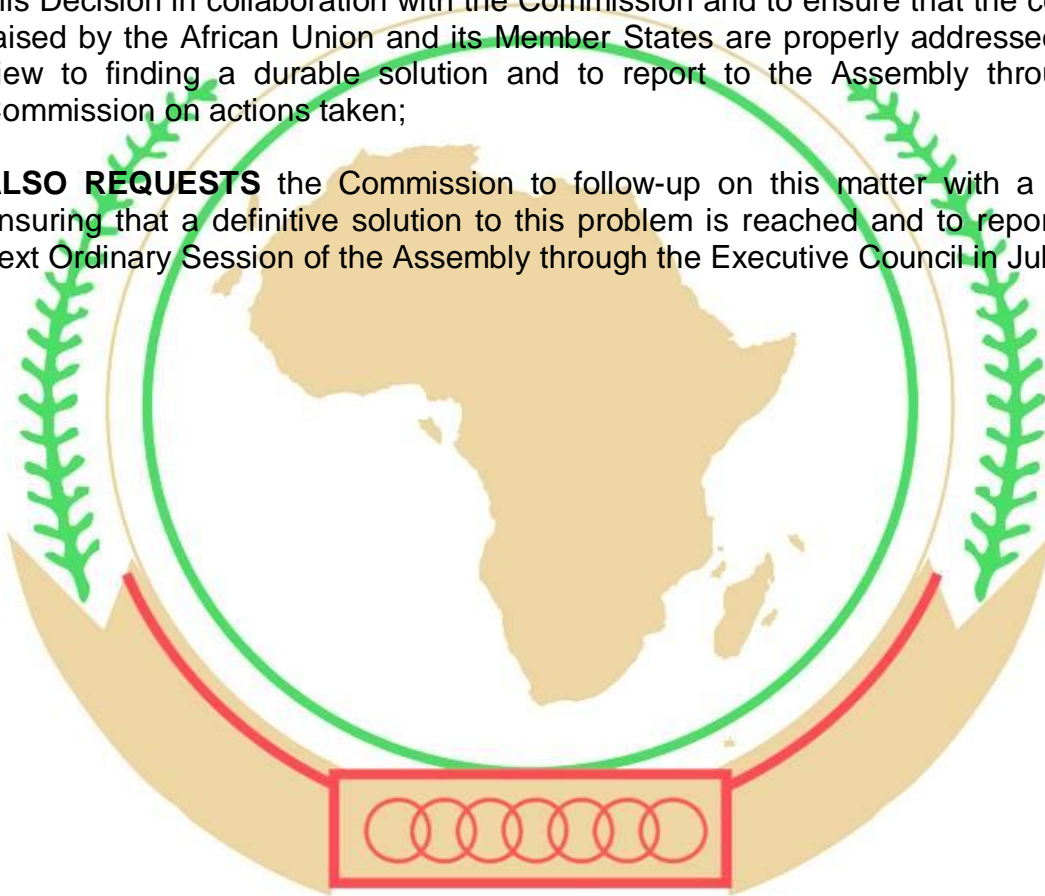 his Decision in collaboration with the Commission and to ensure that the co
aised by the African Union and its Member States are properly addressed
iew to finding a durable solution and to report to the Assembly throu
ommission on actions taken;
ALSO REQUESTS the Commission to follow-up on this matter with a
nsuring that a definitive solution to this problem is reached and to repor
ext Ordinary Session of the Assembly through the Executive Council in Jul